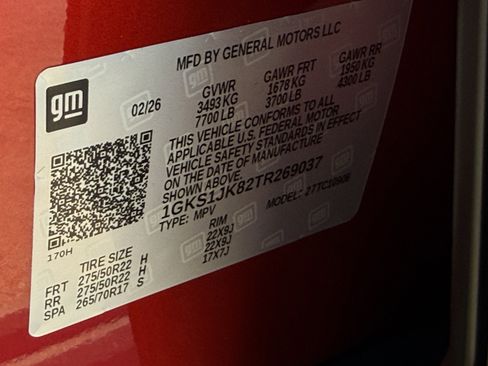 MFD BY GENERAL MOTORS LLC
gm
02/26
GVWR
3493 KG
7700 LB
GAWR FRT
1678 KG
3700 LB
GAWR RR
1950 KG
4300 LB
THIS VEHICLE CONFORMS TO ALL
APPLICABLE U.S. FEDERAL MOTOR
VEHICLE SAFETY STANDARDS IN EFFECT
ON THE DATE OF MANUFACTURE
SHOWN ABOVE.
1GKS1JK82TR269037
TYPE: MPV
MODEL:
170H
TIRE SIZE RIM
FRT 275/50R22 H 22X9J
RR 275/50R22 H 22X9J
SPA 265/70R17 S 17X7J